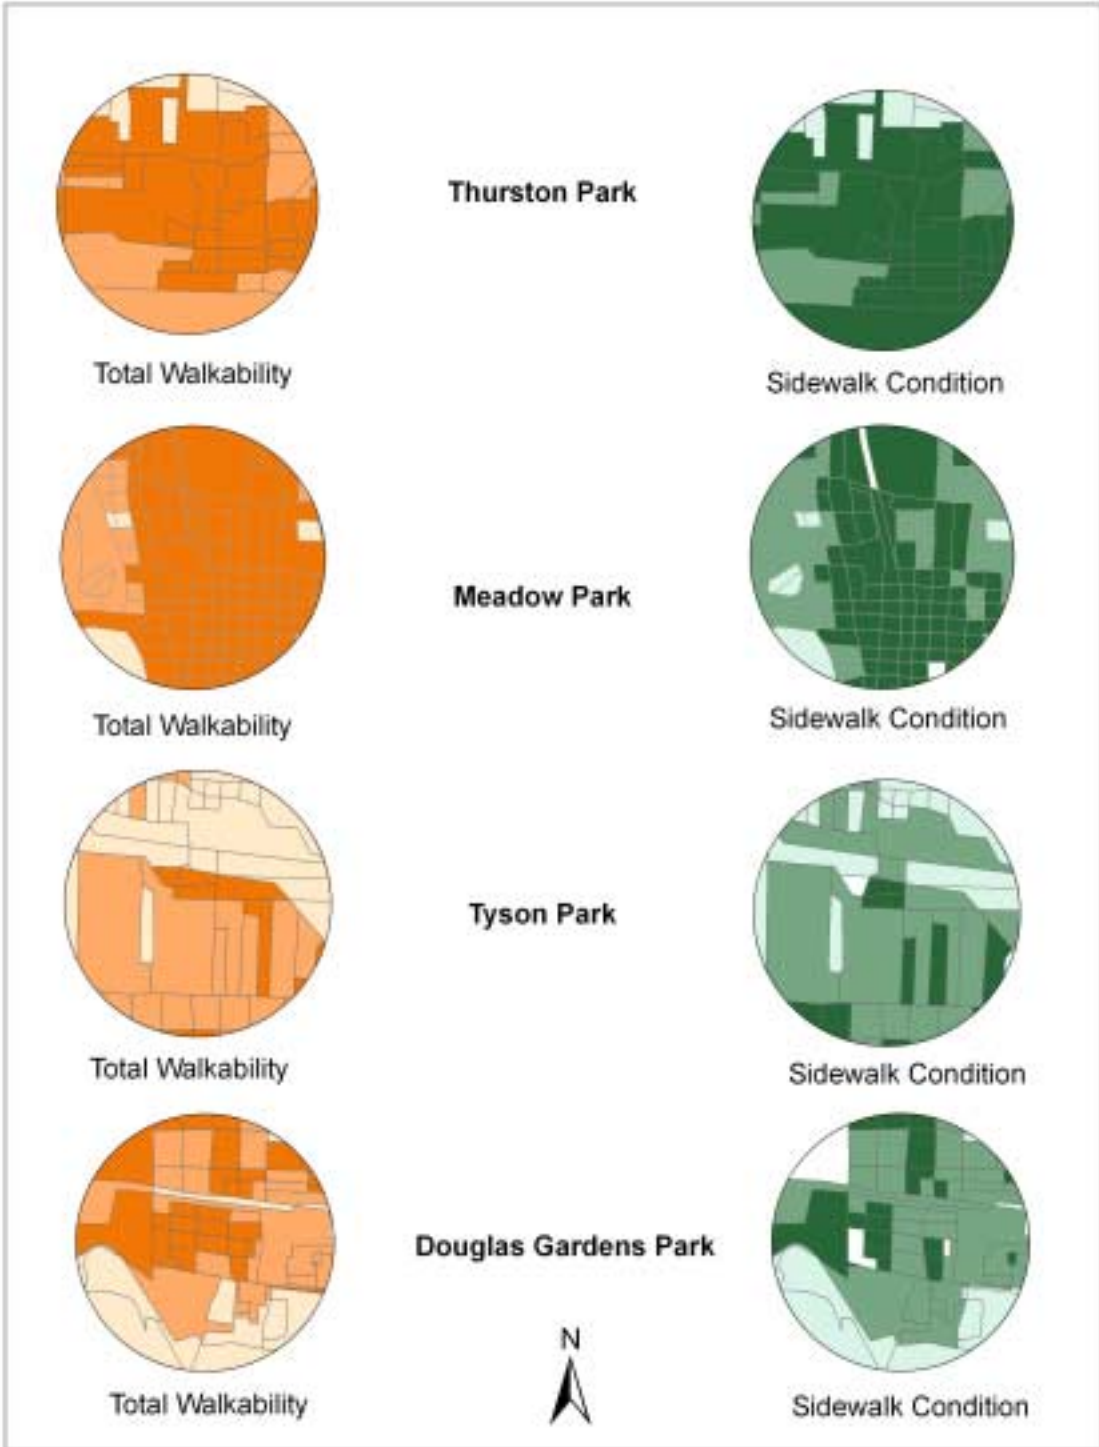 Thurston Park
Total Walkability
Sidewalk Condition
Meadow Park
Total Walkability
Sidewalk Condition
Tyson Park
Total Walkability
Sidewalk Condition
Douglas Gardens Park
N
Total Walkability
Sidewalk Condition